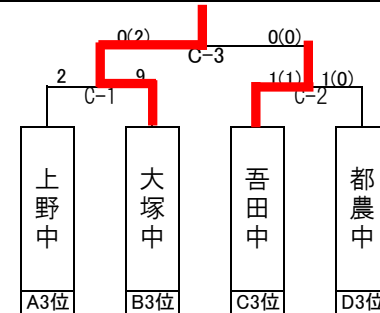 0(2) 0(0)
C-3
2 9 1(1) 1(0)
C-1 C-2
上野中 大塚中 吾田中 都農中
A3位 B3位 C3位 D3位